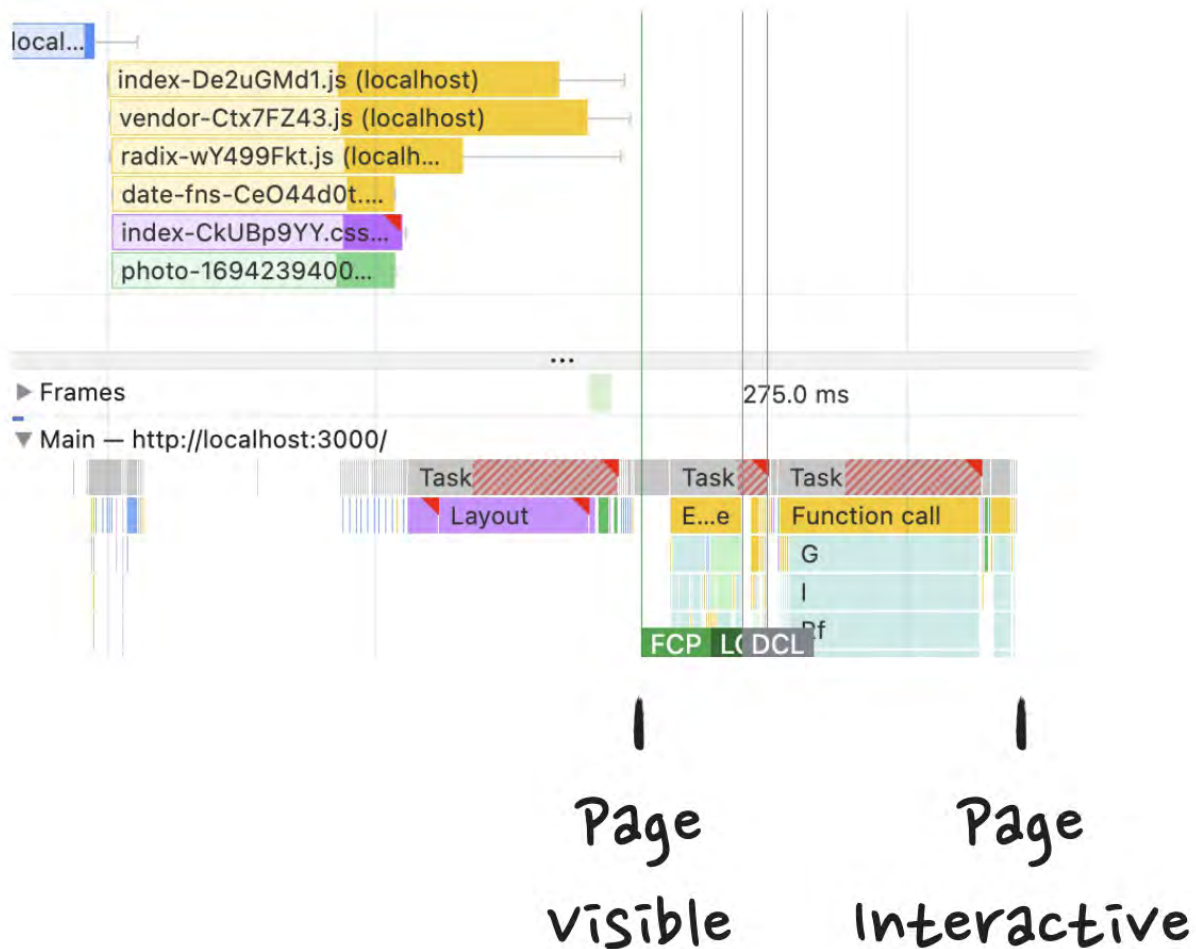 local...
index-De2uGMd1.js (localhost)
vendor-Ctx7FZ43.js (localhost)
radix-wY499Fkt.js (localh...
date-fns-CeO44d0t....
index-CkUBp9YY.css...
photo-1694239400...
...
Frames
275.0 ms
Main — http://localhost:3000/
Task Task Task
Layout E...e Function call
G
I
Rf
FCP DCL
Page Page
Visible Interactive